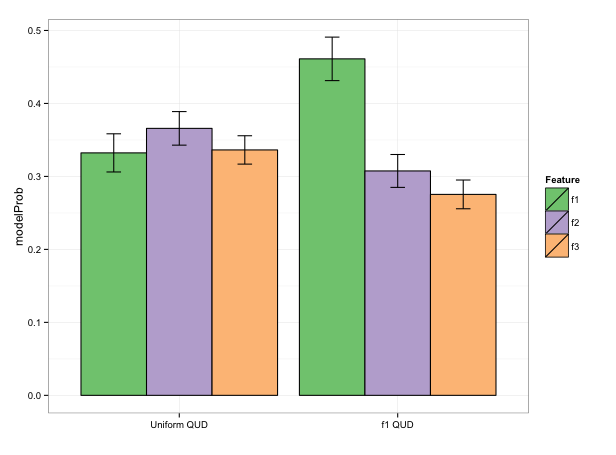 0.5
0.4
0.3
0.2
0.1
0.0
modelProb
Uniform QUD
f1 QUD
Feature
f1
f2
f3